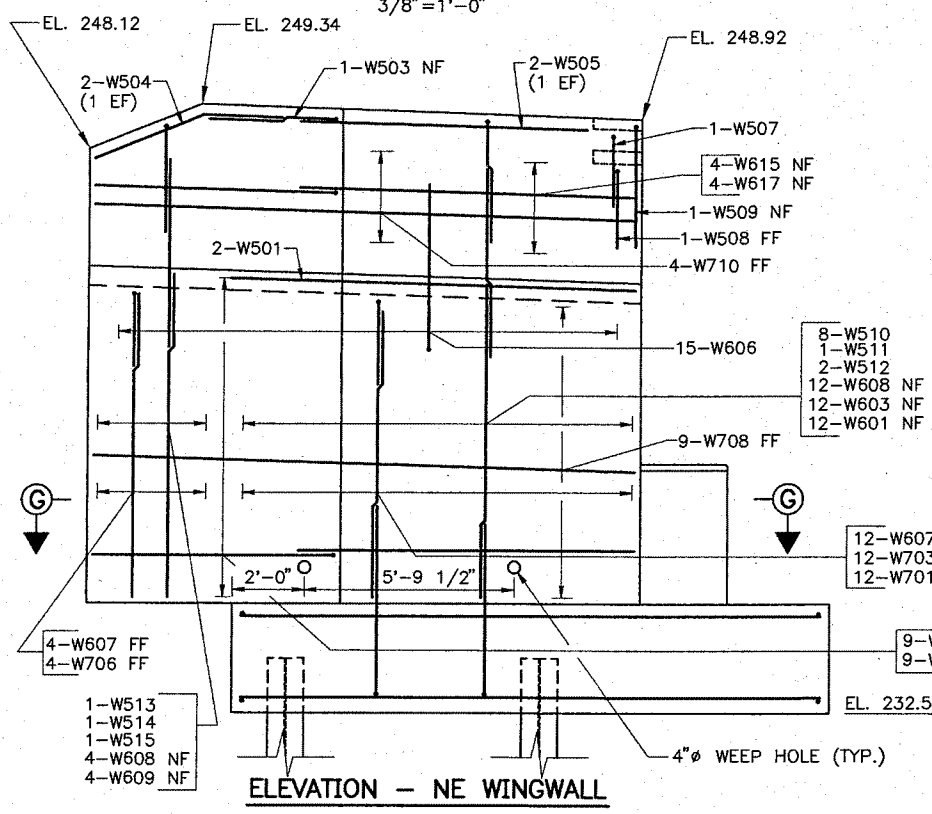 3/8"=1'-0"
EL. 248.12
EL. 249.34
EL. 248.92
2-W504
(1 EF)
1-W503 NF
2-W505
(1 EF)
1-W507
4-W615 NF
4-W617 NF
1-W509 NF
1-W508 FF
4-W710 FF
2-W501
15-W606
8-W510
1-W511
2-W512
12-W608 NF
12-W603 NF
12-W601 NF
9-W708 FF
G
G
12-W607
12-W703
12-W701
2'-0"
5'-9 1/2"
4-W607 FF
4-W706 FF
9-W
9-W
1-W513
1-W514
1-W515
4-W608 NF
4-W609 NF
EL. 232.5
4"ø WEEP HOLE (TYP.)
ELEVATION - NE WINGWALL